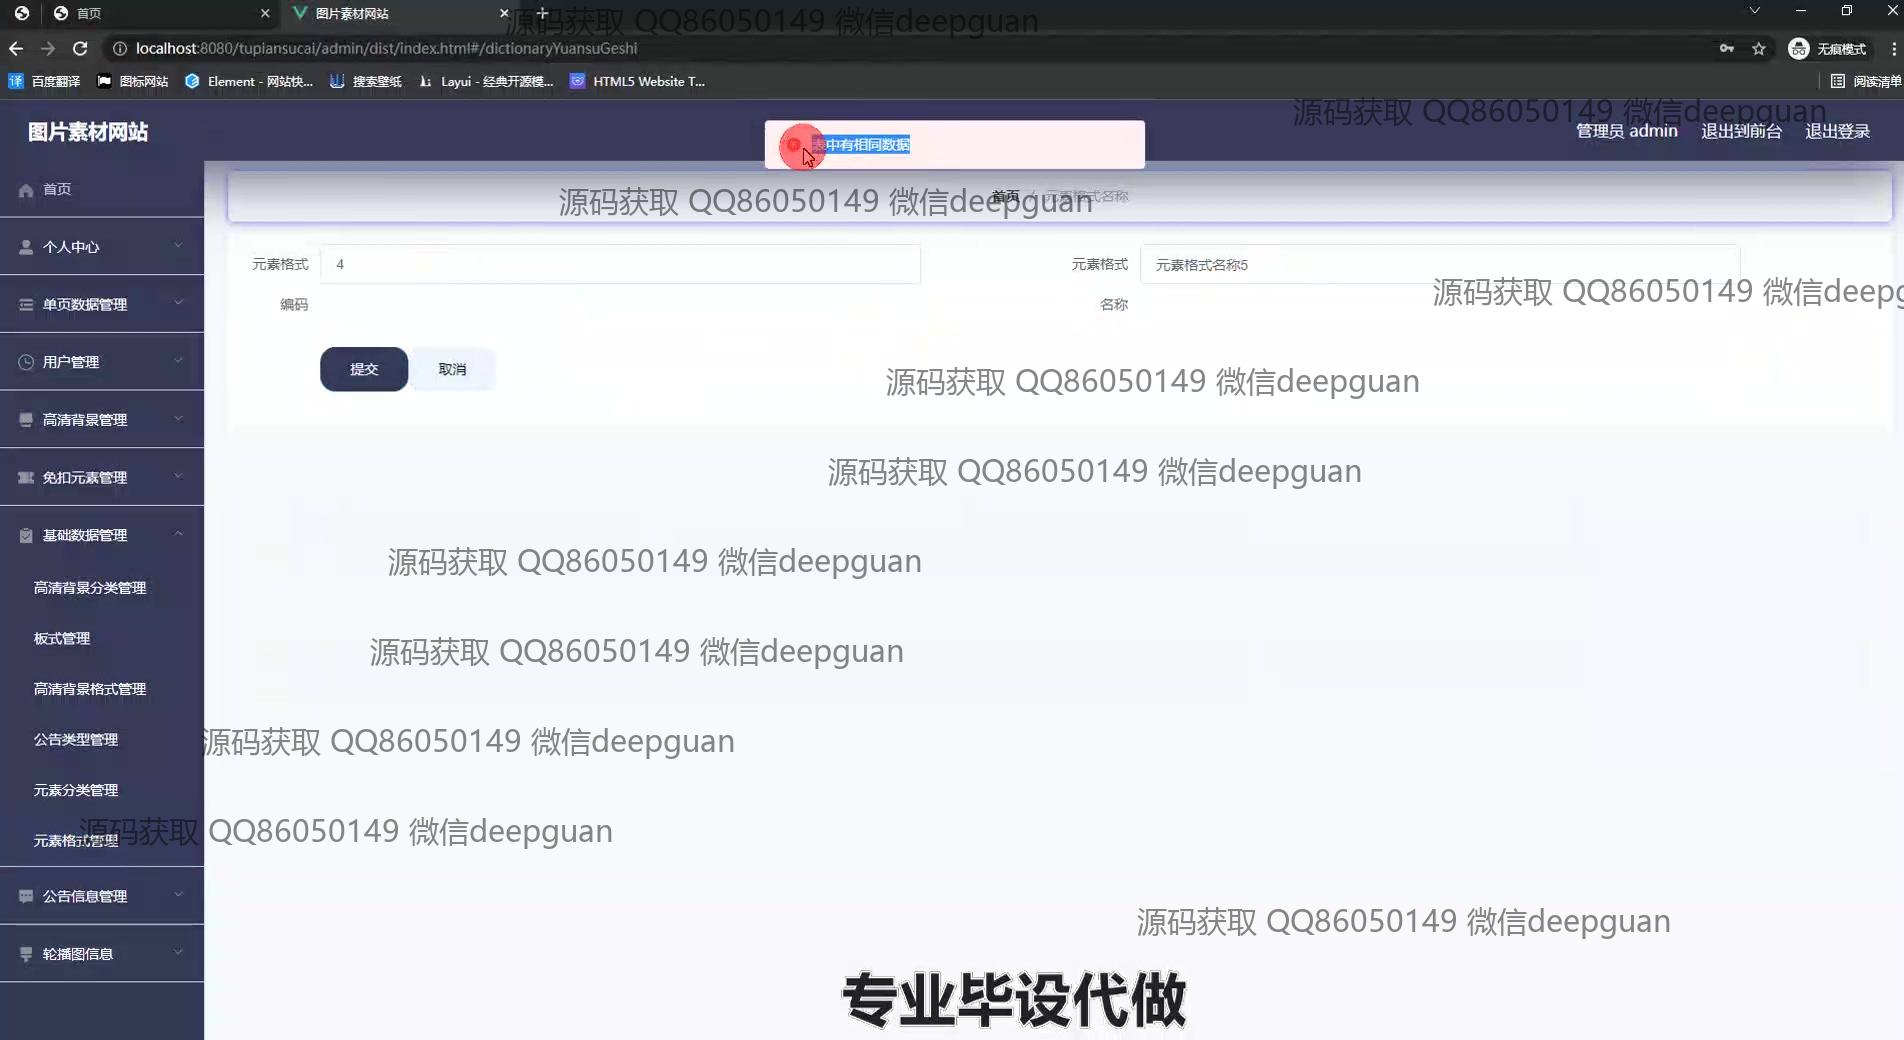 首页
图片素材网站
源码获取 QQ86050149 微信deepguan
localhost:8080/tupiansucai/admin/dist/index.html#/dictionaryYuansuGeshi
无痕模式
百度翻译 图标网站 Element - 网站快... 搜索壁纸 Layui - 经典开源模... HTML5 Website T... 阅读清单
源码获取 QQ86050149 微信deepguan
图片素材网站
表中有相同数据
管理员 admin 退出到前台 退出登录
首页
个人中心
单页数据管理
用户管理
高清背景管理
免扣元素管理
基础数据管理
高清背景分类管理
板式管理
高清背景格式管理
公告类型管理
元素分类管理
元素格式管理
公告信息管理
轮播图信息
首页 / 元素格式名称
源码获取 QQ86050149 微信deepguan
元素格式编码 4
元素格式名称 元素格式名称5
源码获取 QQ86050149 微信deepg
提交 取消
源码获取 QQ86050149 微信deepguan
源码获取 QQ86050149 微信deepguan
源码获取 QQ86050149 微信deepguan
源码获取 QQ86050149 微信deepguan
源码获取 QQ86050149 微信deepguan
源码获取 QQ86050149 微信deepguan
源码获取 QQ86050149 微信deepguan
专业毕设代做